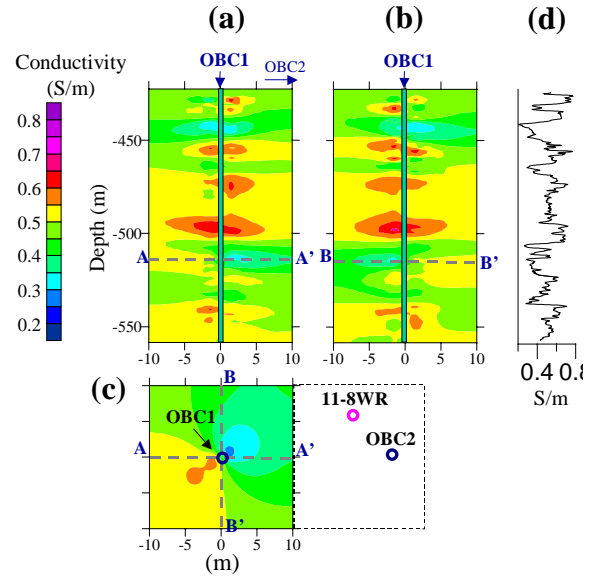 (a) (b) (d)
Conductivity
(S/m)
OBC1 OBC2 OBC1
0.8
0.7
0.6
0.5
0.4
0.3
0.2
Depth (m)
-450
-500
-550
A A' B B'
-10 -5 0 5 10 -10 -5 0 5 10
0.4 0.8
S/m
(c)
B
OBC1
A A'
B'
-10 -5 0 5 10
(m)
11-8WR
OBC2